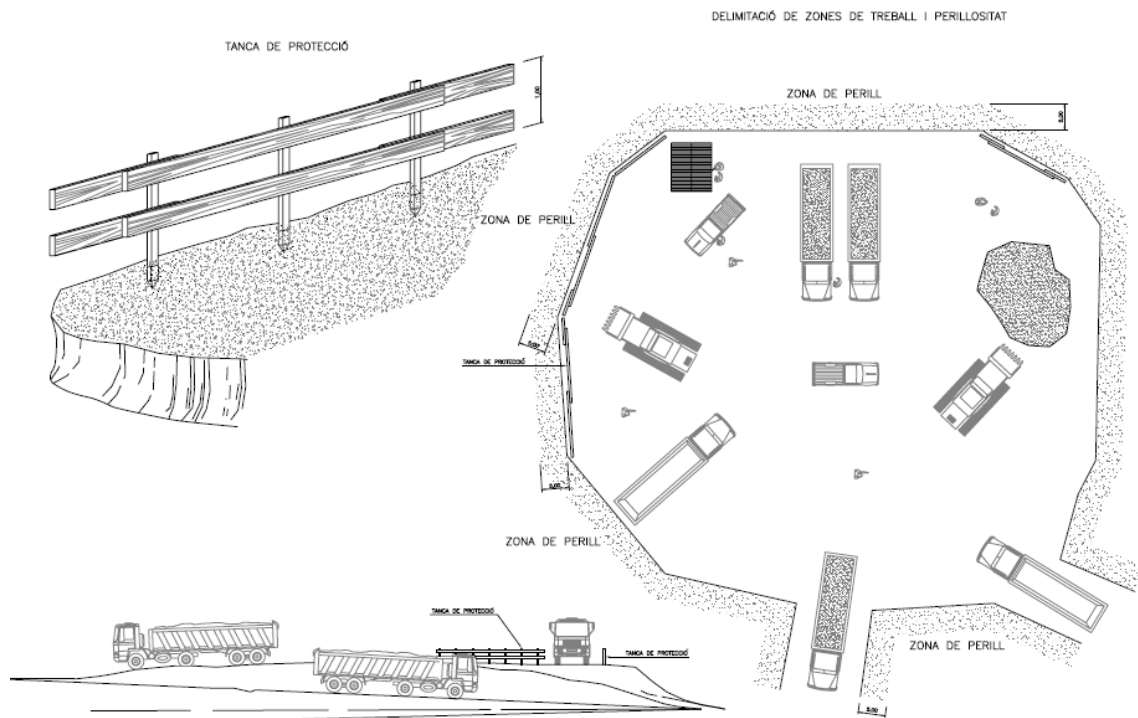 DELIMITACIÓ DE ZONES DE TREBALL I PERILLOSITAT
TANCA DE PROTECCIÓ
1,00
ZONA DE PERILL
5,00
ZONA DE PERILL
5,00
TANCA DE PROTECCIÓ
5,00
ZONA DE PERILL
TANCA DE PROTECCIÓ
TANCA DE PROTECCIÓ
ZONA DE PERILL
5,00